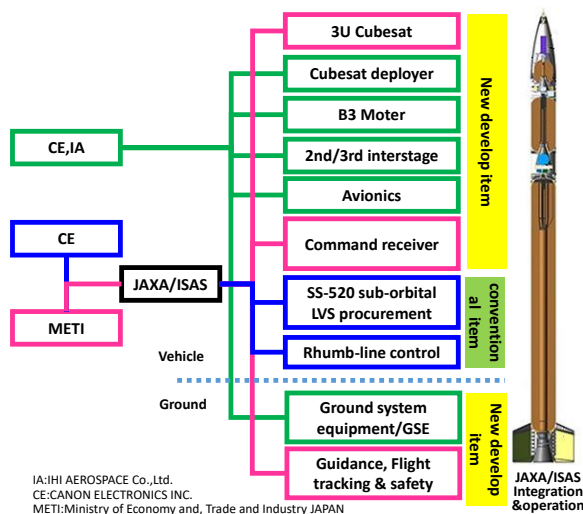 3U Cubesat
Cubesat deployer
B3 Moter
CE,IA
2nd/3rd interstage
Avionics
New develop item
CE
Command receiver
JAXA/ISAS
METI
SS-520 sub-orbital
LVS procurement
convention
al item
Vehicle
Rhumb-line control
Ground
Ground system
equipment/GSE
Guidance, Flight
tracking & safety
New develop
item
JAXA/ISAS
Integration
&operation
IA:IHI AEROSPACE Co.,Ltd.
CE:CANON ELECTRONICS INC.
METI:Ministry of Economy and, Trade and Industry JAPAN